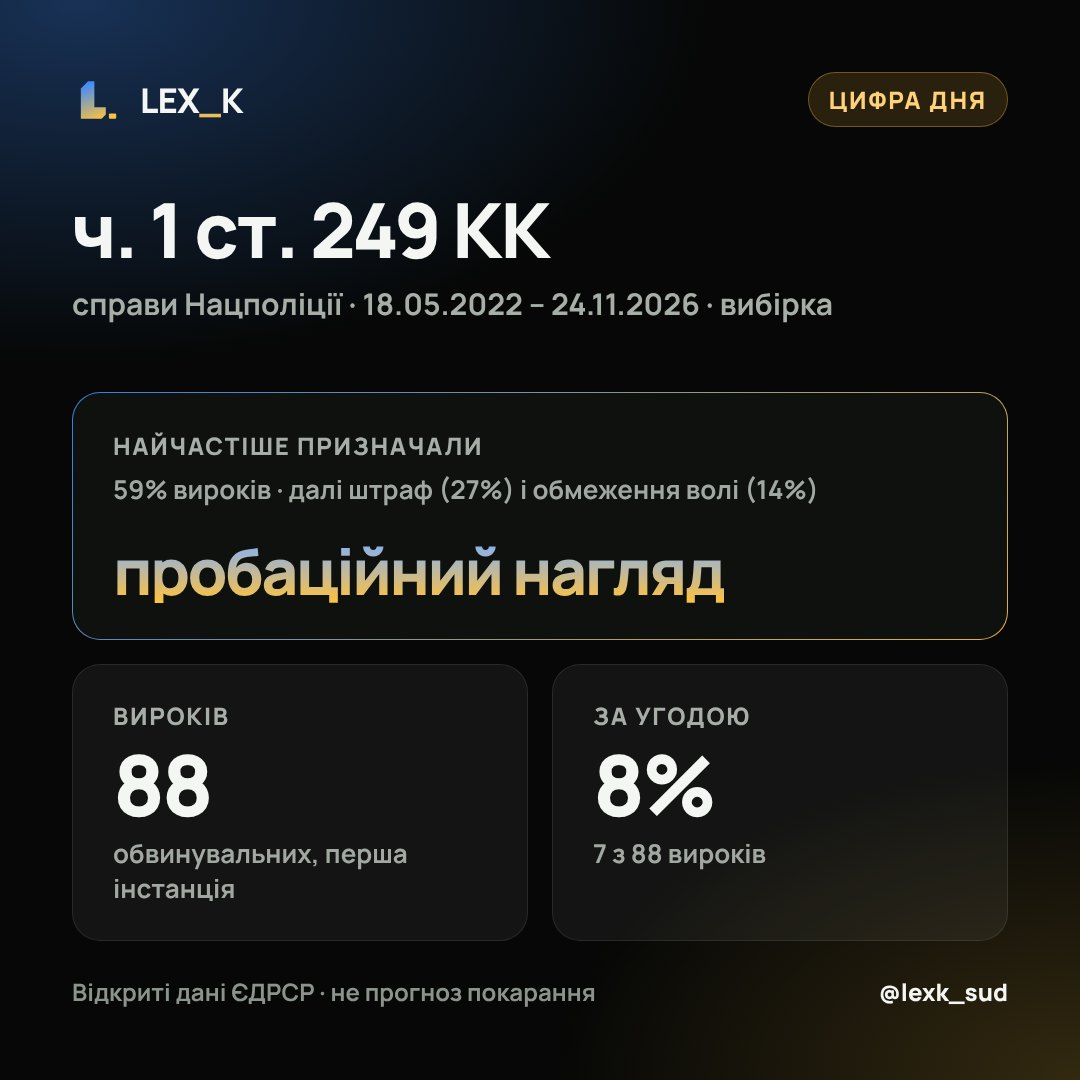 LEX_K
ЦИФРА ДНЯ
ч. 1 ст. 249 КК
справи Нацполіції · 18.05.2022 – 24.11.2026 · вибірка
НАЙЧАСТІШЕ ПРИЗНАЧАЛИ
59% вироків · далі штраф (27%) і обмеження волі (14%)
пробаційний нагляд
ВИРОКІВ
88
обвинувальних, перша
інстанція
ЗА УГОДОЮ
8%
7 з 88 вироків
Відкриті дані ЄДРСР · не прогноз покарання
@lexk_sud